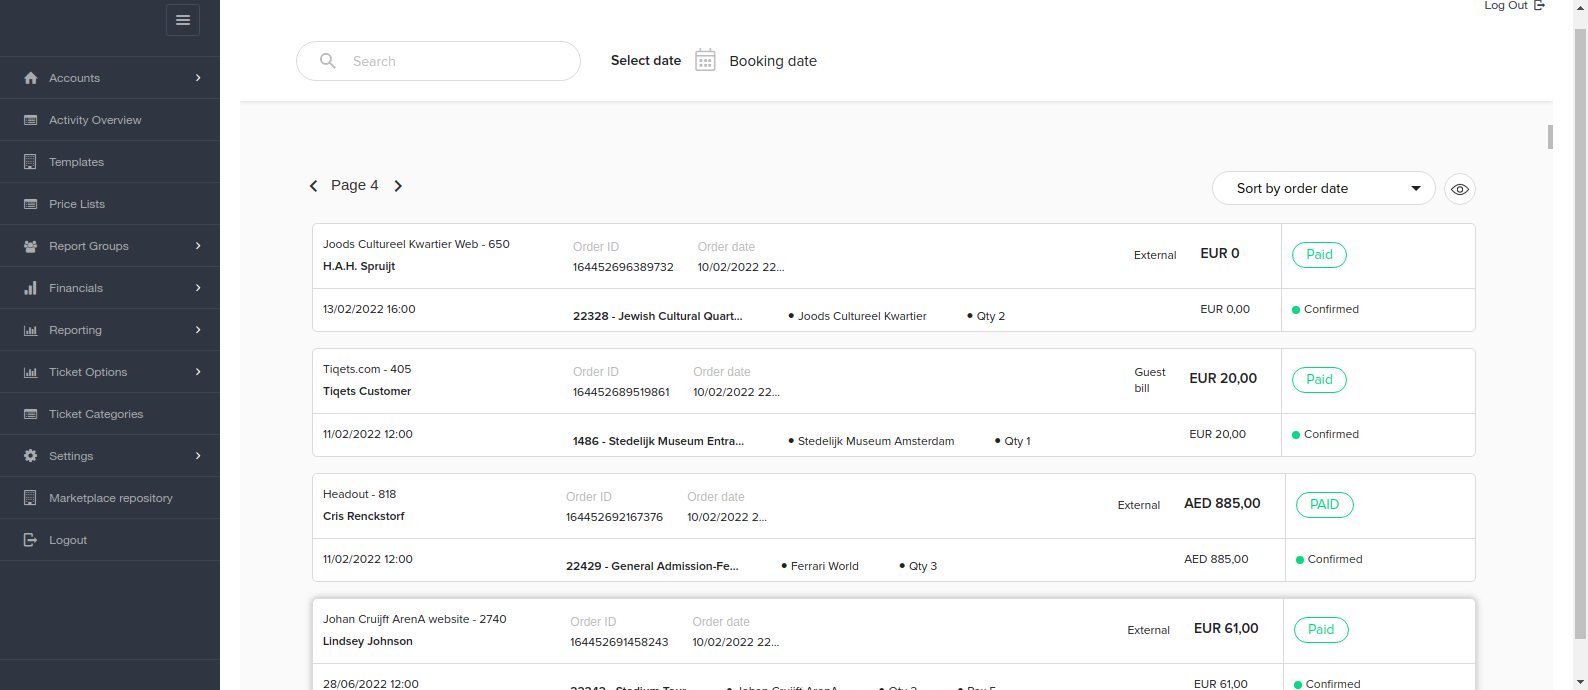 Log Out
Search
Select date
Booking date
Accounts
Activity Overview
Templates
Price Lists
Report Groups
Financials
Reporting
Ticket Options
Ticket Categories
Settings
Marketplace repository
Logout
Page 4
Sort by order date
Joods Cultureel Kwartier Web - 650
H.A.H. Spruijt
Order ID
164452696389732
Order date
10/02/2022 22...
External
EUR 0
Paid
13/02/2022 16:00
22328 - Jewish Cultural Quart...
• Joods Cultureel Kwartier
• Qty 2
EUR 0,00
Confirmed
Tiqets.com - 405
Tiqets Customer
Order ID
164452689519861
Order date
10/02/2022 22...
Guest
bill
EUR 20,00
Paid
11/02/2022 12:00
1486 - Stedelijk Museum Entra...
• Stedelijk Museum Amsterdam
• Qty 1
EUR 20,00
Confirmed
Headout - 818
Cris Renckstorf
Order ID
164452692167376
Order date
10/02/2022 2...
External
AED 885,00
PAID
11/02/2022 12:00
22429 - General Admission-Fe...
• Ferrari World
• Qty 3
AED 885,00
Confirmed
Johan Cruijff ArenA website - 2740
Lindsey Johnson
Order ID
164452691458243
Order date
10/02/2022 22...
External
EUR 61,00
Paid
28/06/2022 12:00
Stadium Tour
• Johan Cruijff ArenA
EUR 61,00
Confirmed